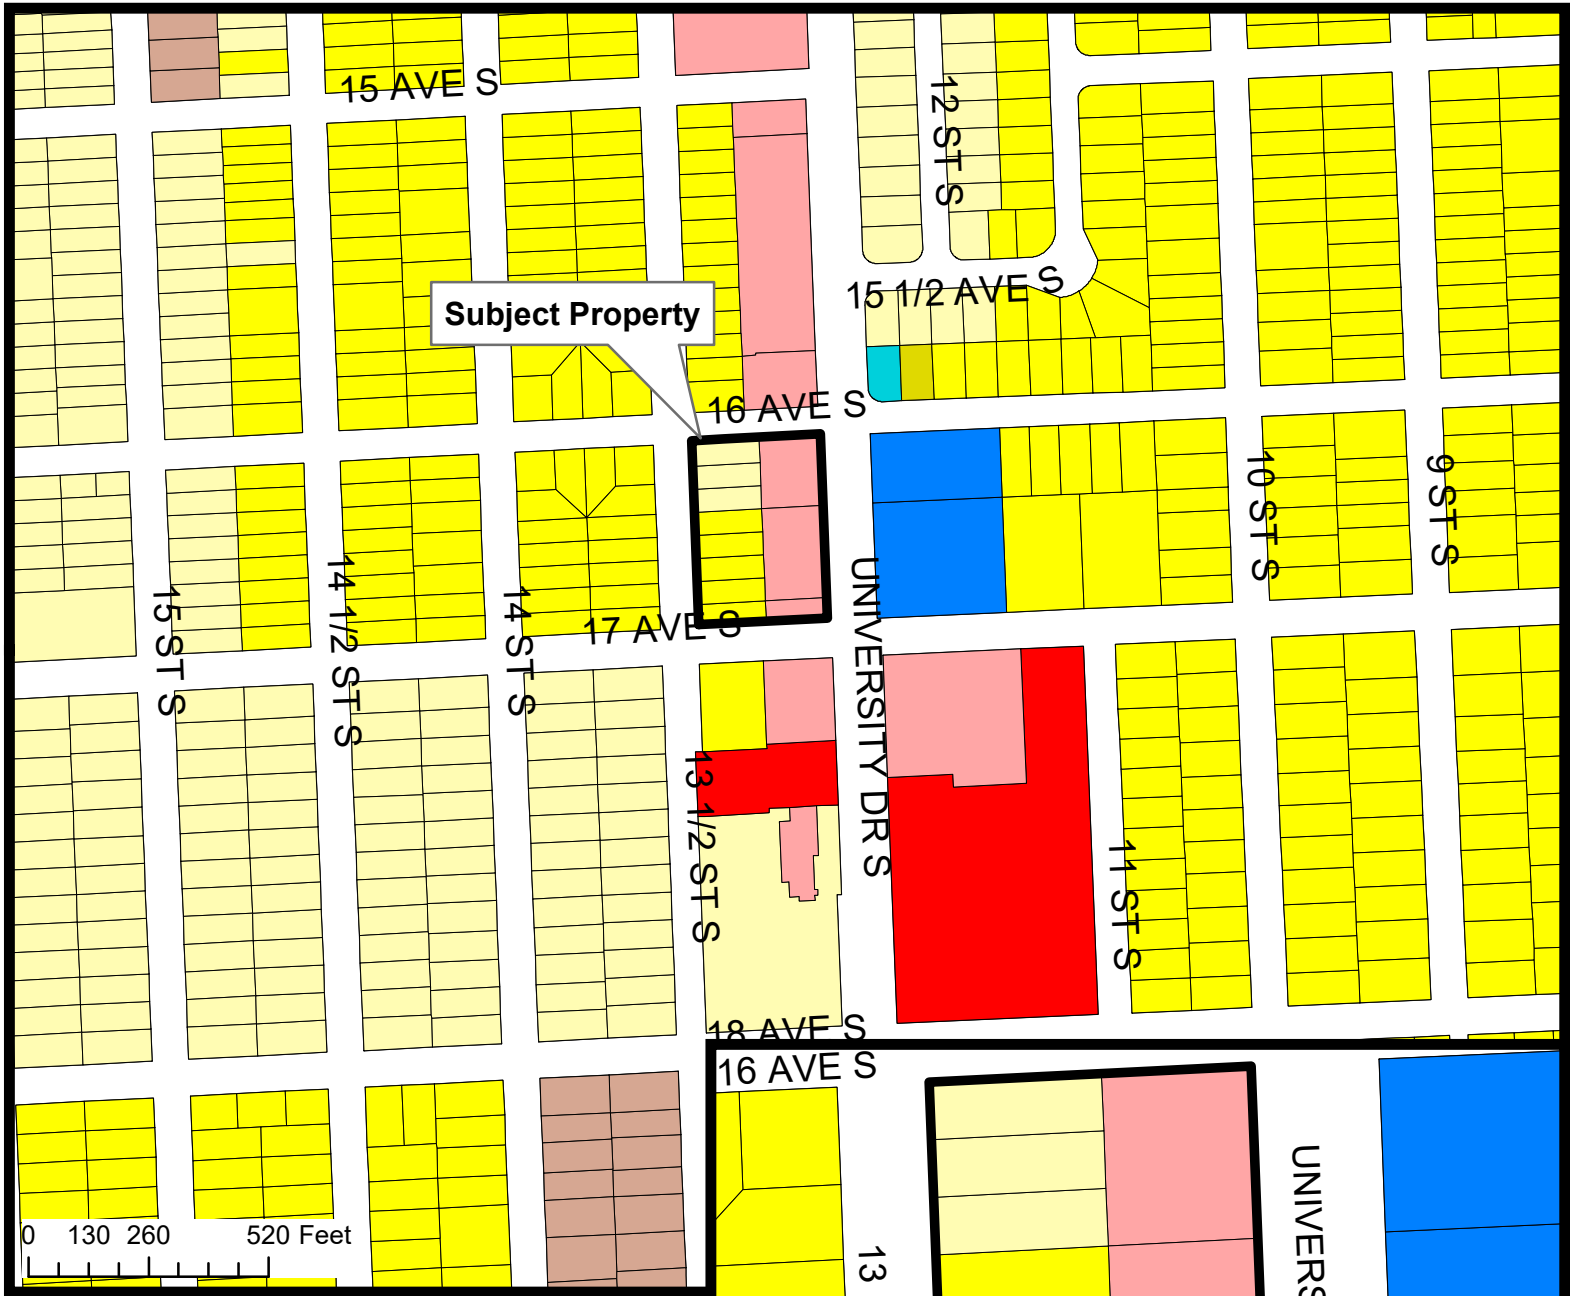 15 AVE S
12 ST S
15 1/2 AVE S
Subject Property
16 AVE S
10 ST S
9 ST S
15 ST S
14 1/2 ST S
14 ST S
17 AVE S
UNIVERSITY DR S
13 1/2 ST S
11 ST S
18 AVE S
16 AVE S
13
UNIVERS
0 130 260 520 Feet